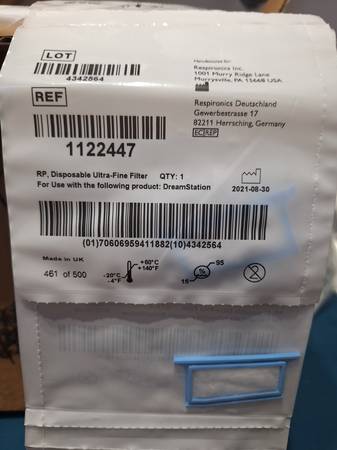 LOT
4342564
Manufactured for:
Respironics Inc.
1001 Murry Ridge Lane
Murrysville, PA 15668 USA
REF
Respironics Deutschland
Gewerbestrasse 17
82211 Herrsching, Germany
EC REP
1122447
RP, Disposable Ultra-Fine Filter QTY: 1
For Use with the following product: DreamStation
2021-08-30
(01)70606959411882(10)4342564
Made in UK
461 of 500
-20°C
-4°F
+60°C
+140°F
15
%
95
2